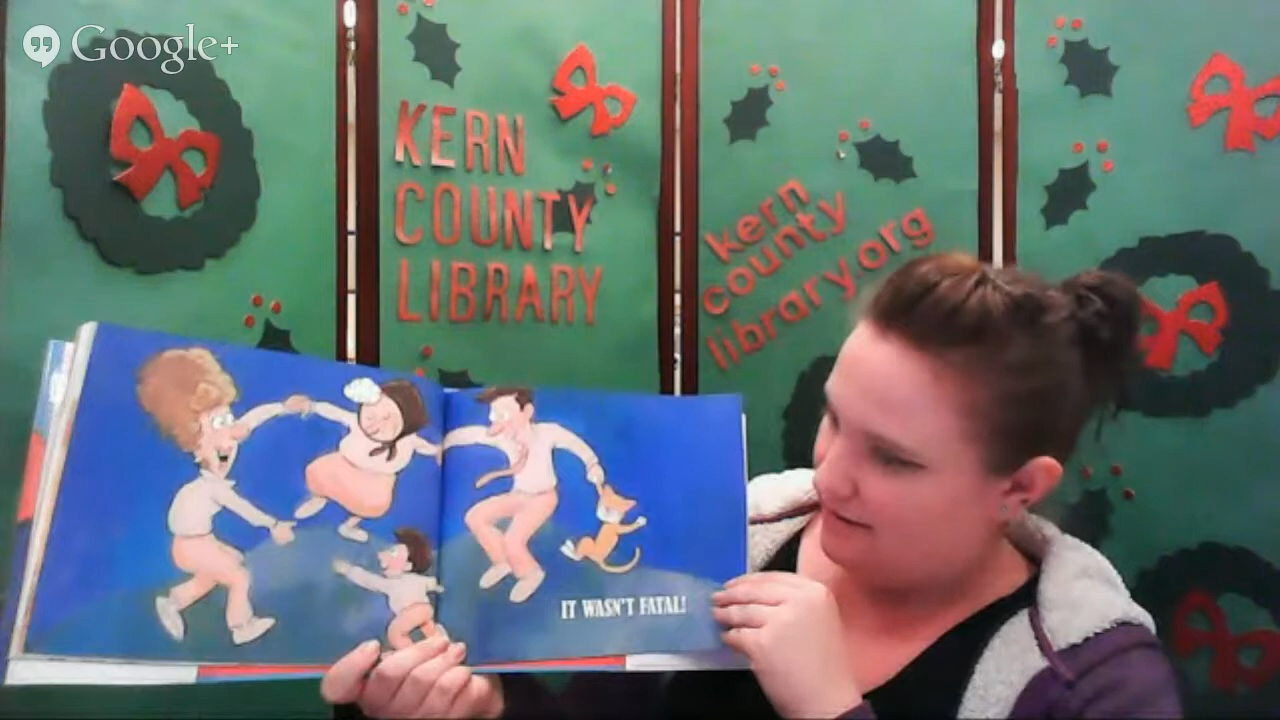 Google+
KERN
COUNTY
LIBRARY
kern
county
library.org
IT WASN'T FATAL!